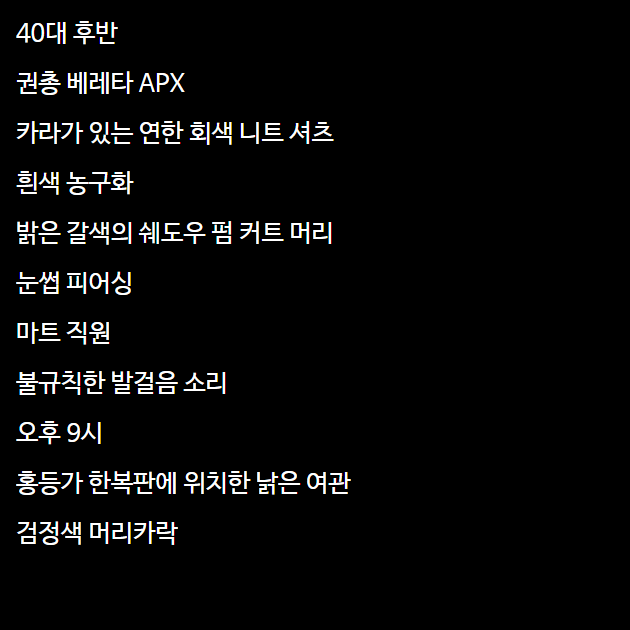 40대 후반
권총 베레타 APX
카라가 있는 연한 회색 니트 셔츠
흰색 농구화
밝은 갈색의 쉐도우 펌 커트 머리
눈썹 피어싱
마트 직원
불규칙한 발걸음 소리
오후 9시
홍등가 한복판에 위치한 낡은 여관
검정색 머리카락